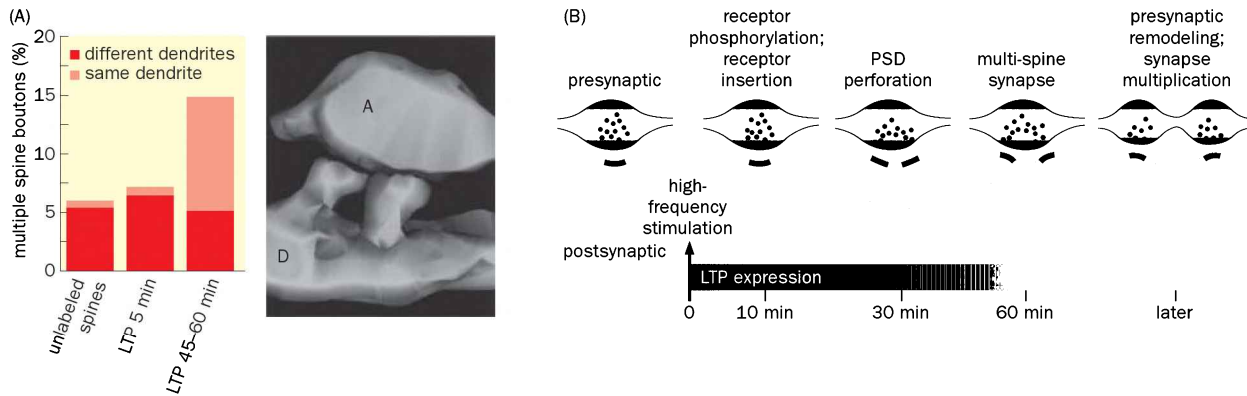 (A)
20
15
10
5
0
multiple spine boutons (%)
different dendrites
same dendrite
unlabeled
spines
LTP 5 min
LTP 45–60 min
A
D
(B)
presynaptic
receptor
phosphorylation;
receptor
insertion
PSD
perforation
multi-spine
synapse
presynaptic
remodeling;
synapse
multiplication
high-
frequency
stimulation
postsynaptic
LTP expression
0
10 min
30 min
60 min
later